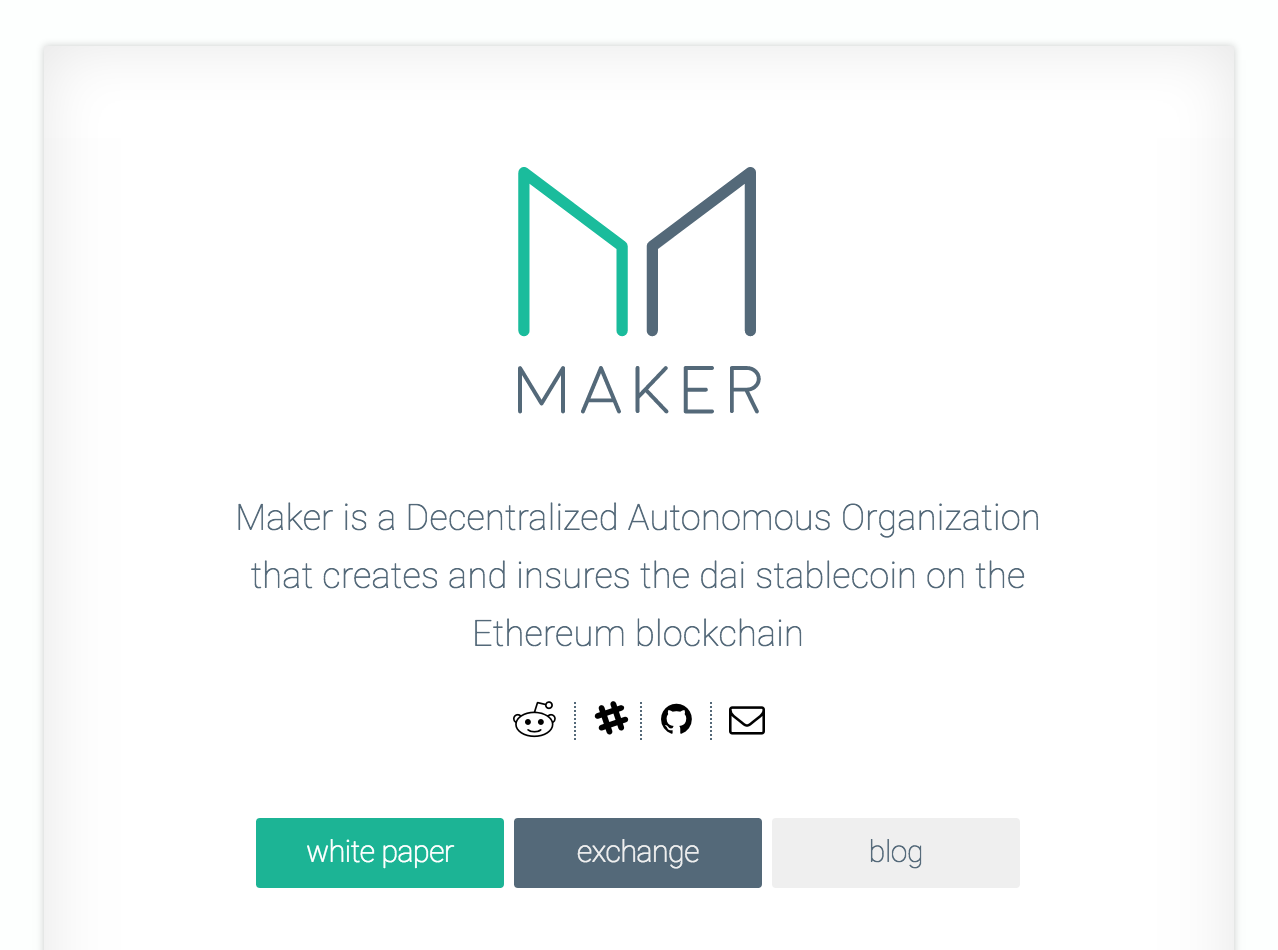 MAKER
Maker is a Decentralized Autonomous Organization
that creates and insures the dai stablecoin on the
Ethereum blockchain
white paper
exchange
blog